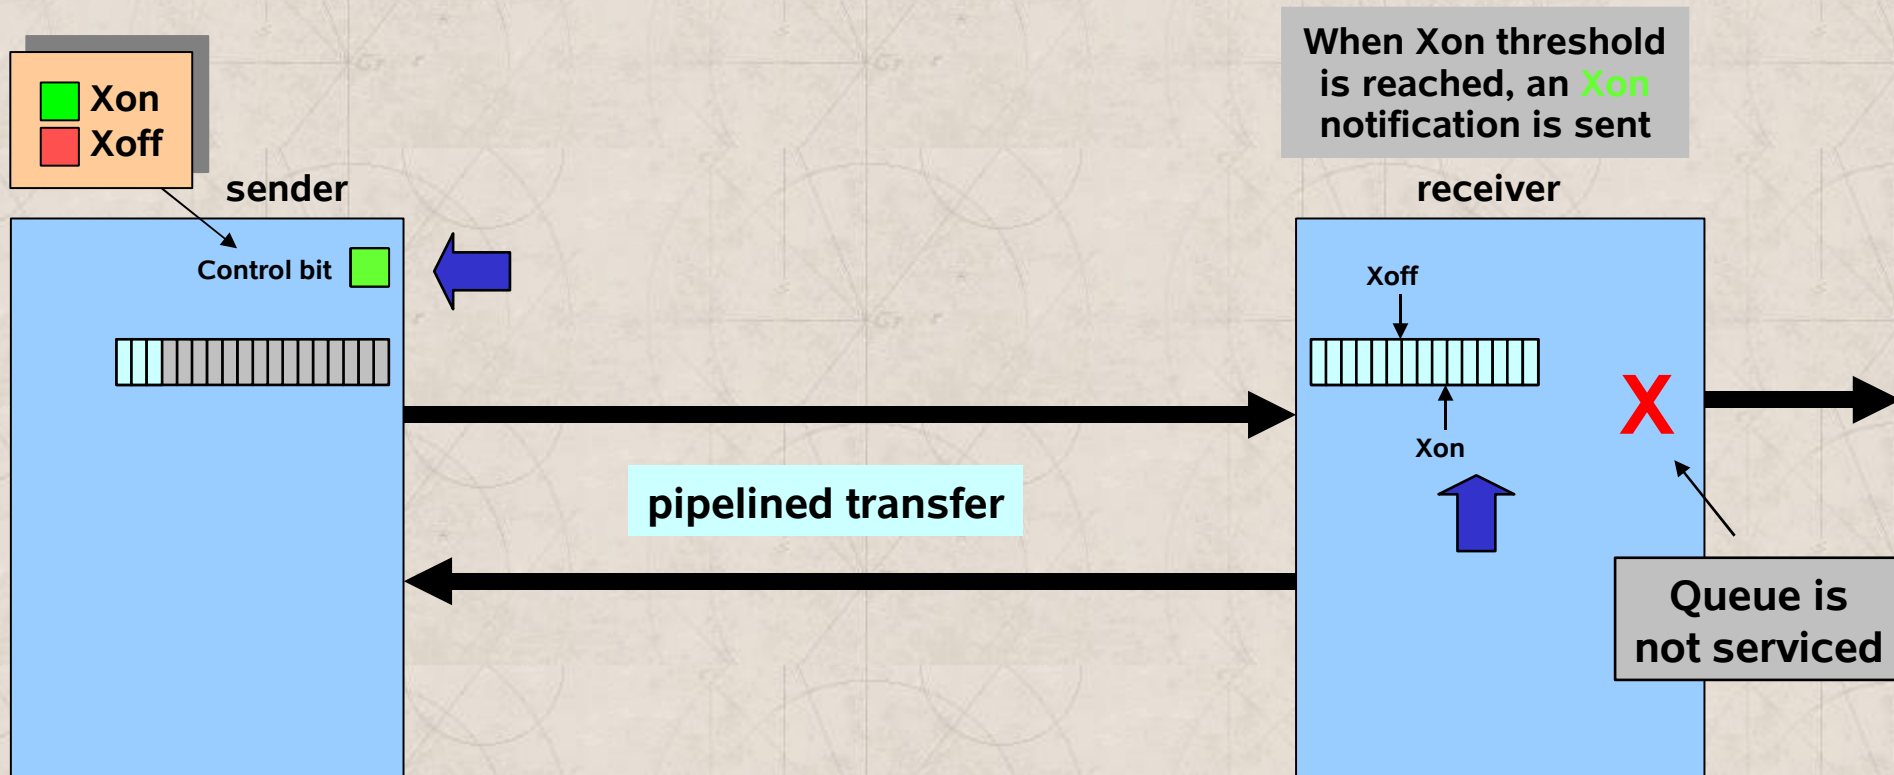 Xon
Xoff
When Xon threshold
is reached, an Xon
notification is sent
sender
receiver
Control bit
Xoff
Xon
X
pipelined transfer
Queue is
not serviced